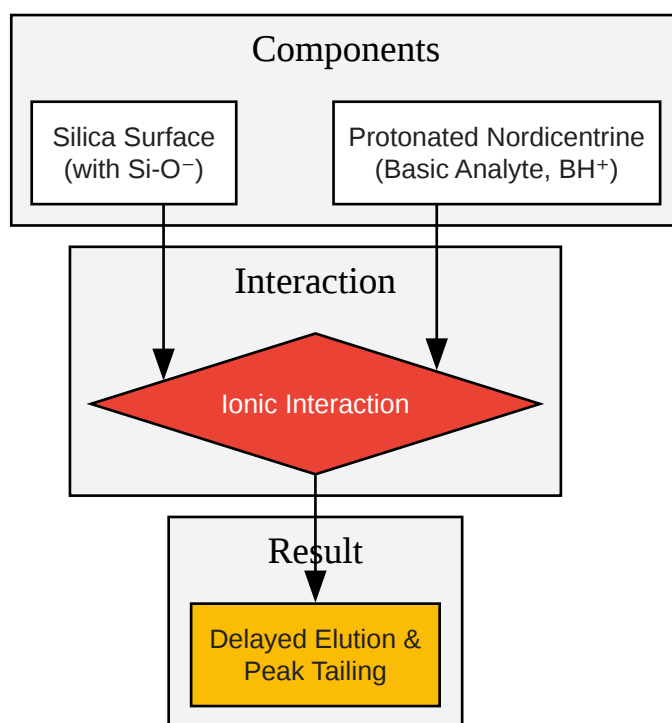 Components
Silica Surface
(with Si-O⁻)
Protonated Nordicentrine
(Basic Analyte, BH⁺)
Interaction
Ionic Interaction
Result
Delayed Elution &
Peak Tailing